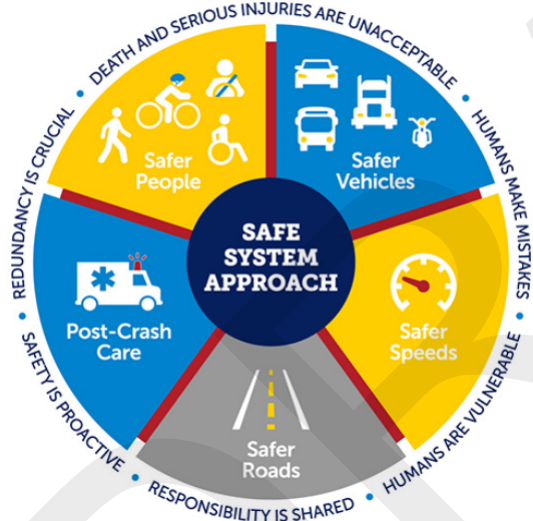 DEATH AND SERIOUS INJURIES ARE UNACCEPTABLE
HUMANS MAKE MISTAKES
HUMANS ARE VULNERABLE
RESPONSIBILITY IS SHARED
SAFETY IS PROACTIVE
REDUNDANCY IS CRUCIAL
Safer
People
Safer
Vehicles
SAFE
SYSTEM
APPROACH
Post-Crash
Care
Safer
Speeds
Safer
Roads